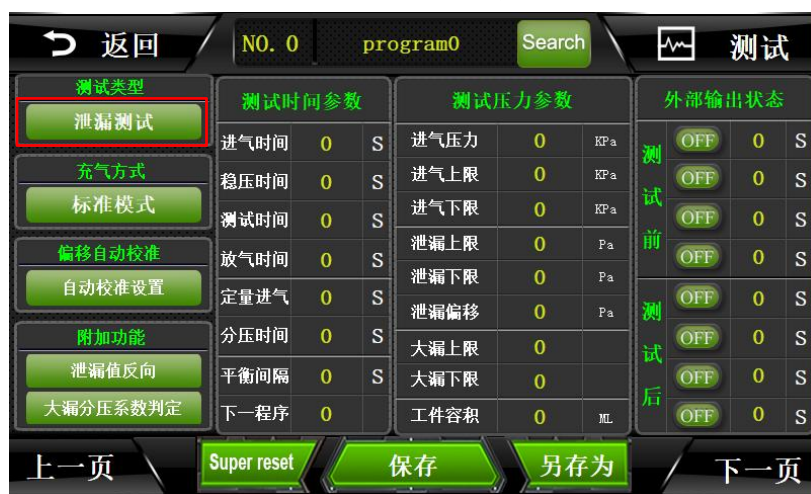 返回
NO. 0 program0 Search
测试
测试类型
泄漏测试
充气方式
标准模式
偏移自动校准
自动校准设置
附加功能
泄漏值反向
大漏分压系数判定
测试时间参数
进气时间 0 S
稳压时间 0 S
测试时间 0 S
放气时间 0 S
定量进气 0 S
分压时间 0 S
平衡间隔 0 S
下一程序 0
测试压力参数
进气压力 0 KPa
进气上限 0 KPa
进气下限 0 KPa
泄漏上限 0 Pa
泄漏下限 0 Pa
泄漏偏移 0 Pa
大漏上限 0
大漏下限 0
工件容积 0 ML
外部输出状态
测试前
OFF 0 S
OFF 0 S
OFF 0 S
OFF 0 S
测试后
OFF 0 S
OFF 0 S
OFF 0 S
OFF 0 S
上一页
Super reset
保存
另存为
下一页